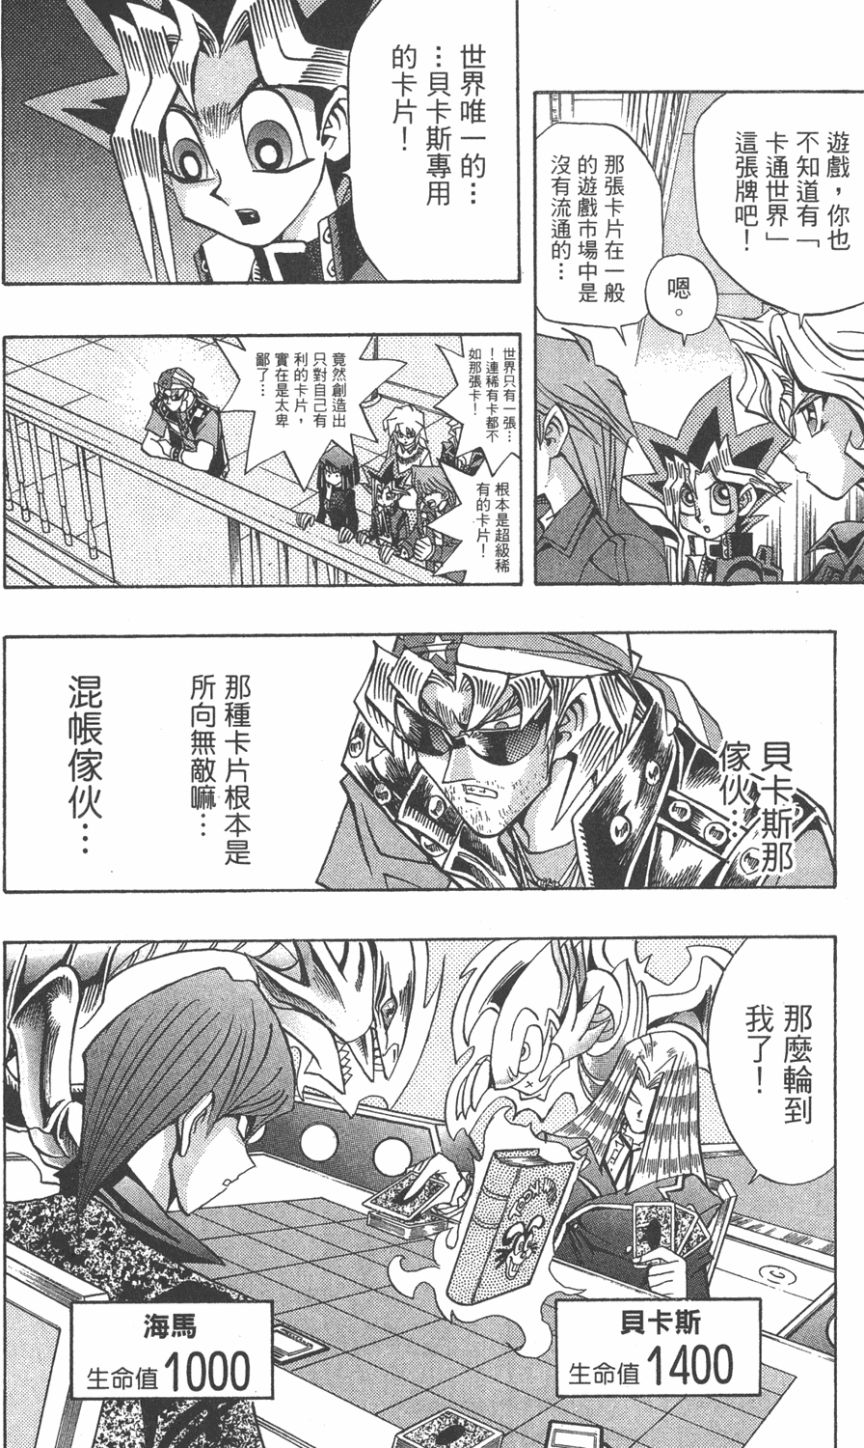 遊戲，你也
不知道有「
卡通世界」
這張牌吧！
嗯。
那張卡片在一般
的遊戲市場中是
沒有流通的…
世界唯一的…
…貝卡斯專用
的卡片！
世界只有一張…
！連稀有卡都不
如那張卡！
根本是超級稀
有的卡片！
竟然創造出
只對自己有
利的卡片，
實在是太卑
鄙了…
貝卡斯那
傢伙…
那種卡片根本是
所向無敵嘛…
混帳傢伙…
那麼輪到
我了！
海馬
生命值1000
貝卡斯
生命值1400